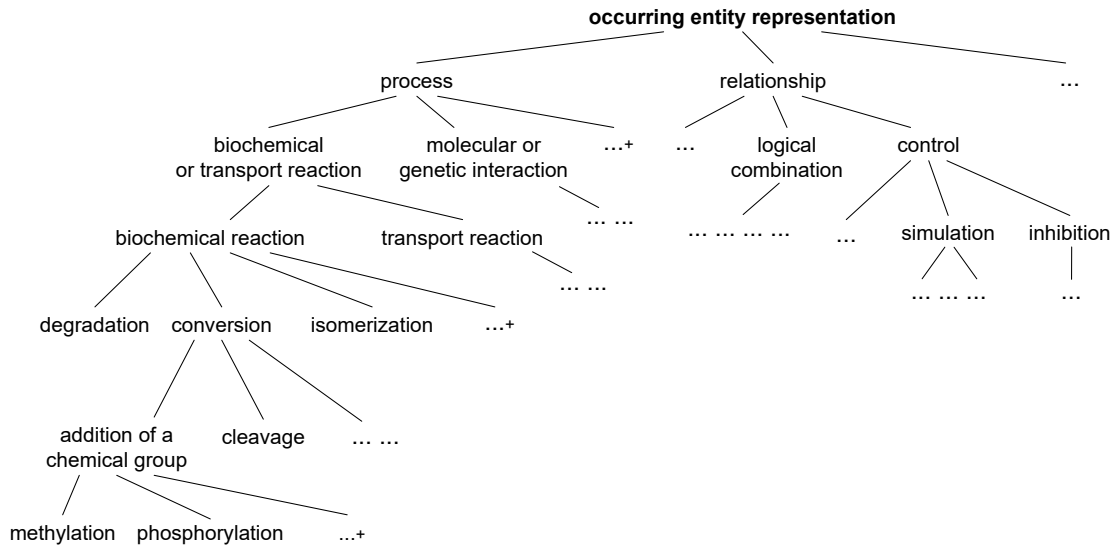 occurring entity representation
process
relationship
...
biochemical
or transport reaction
molecular or
genetic interaction
...+
...
logical
combination
control
... ...
biochemical reaction
transport reaction
... ... ... ...
...
simulation
inhibition
... ...
... ... ...
...
degradation
conversion
isomerization
...+
addition of a
chemical group
cleavage
... ...
methylation
phosphorylation
...+